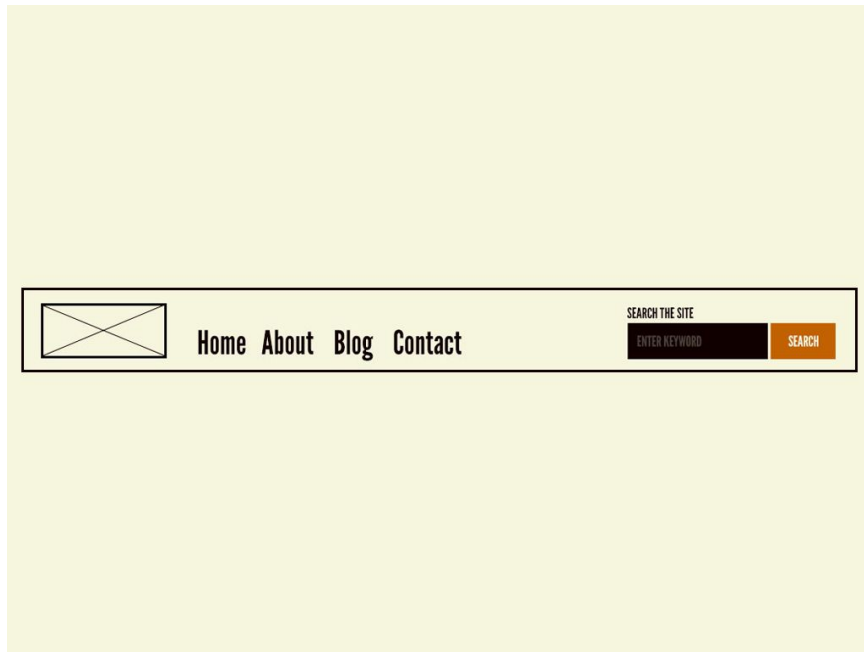 SEARCH THE SITE
Home About Blog Contact
ENTER KEYWORD
SEARCH